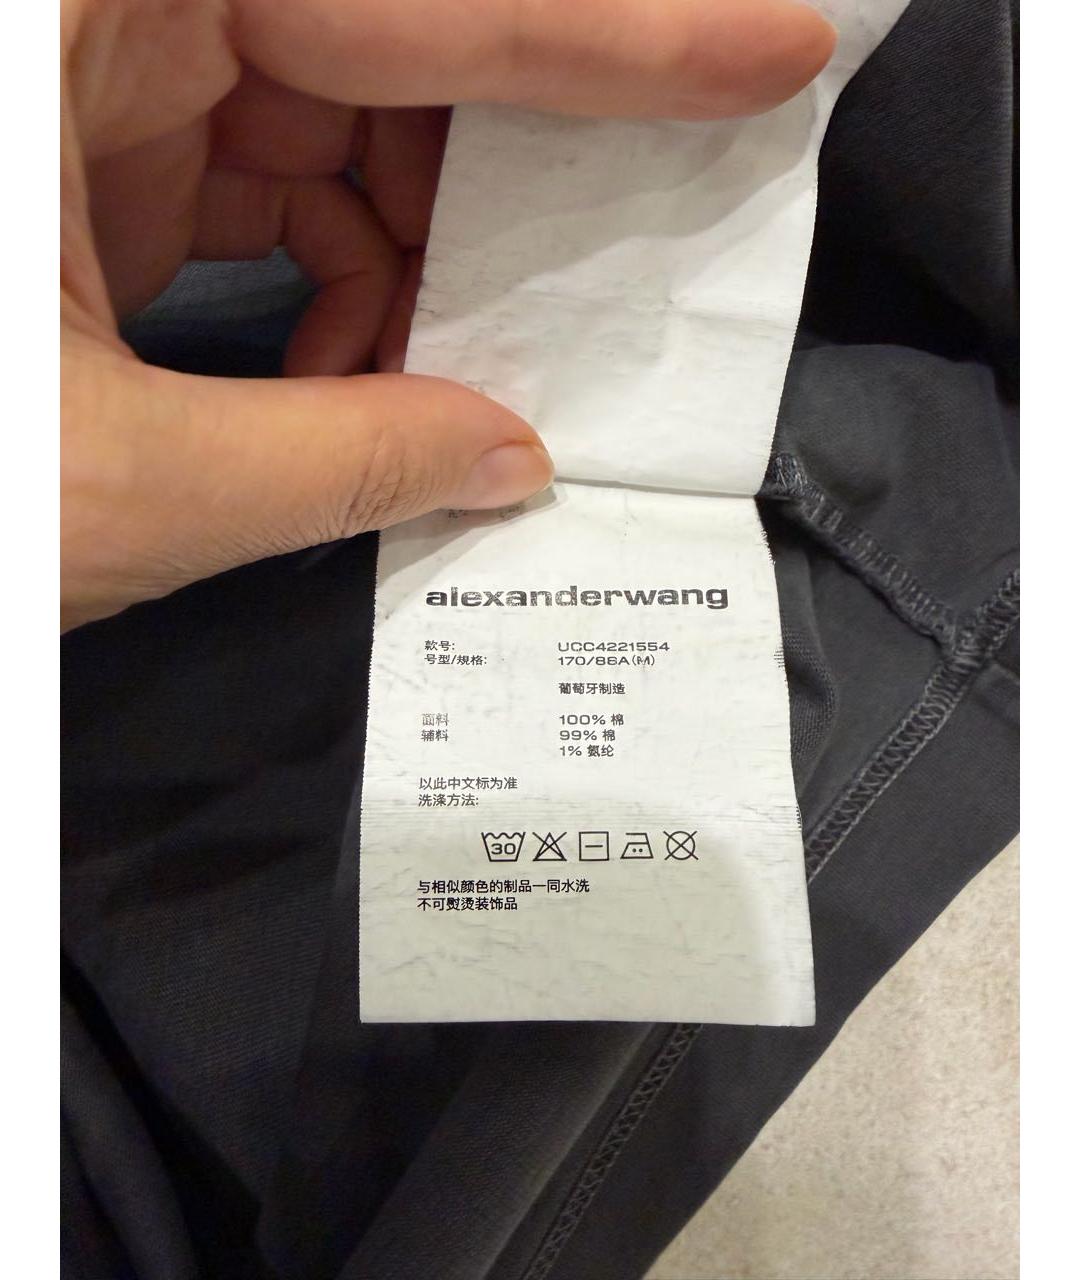 alexanderwang
款号: UCC4221554
号型/规格: 170/86A(M)
葡萄牙制造
面料 100% 棉
辅料 99% 棉
1% 氨纶
以此中文标为准
洗涤方法:
30
与相似颜色的制品一同水洗
不可熨烫装饰品